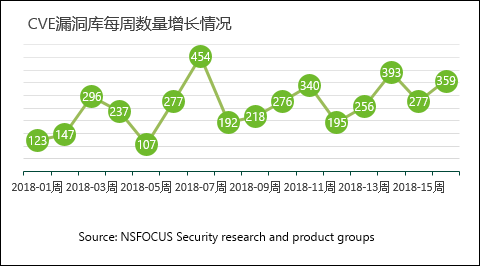 CVE漏洞库每周数量增长情况
123 147 296 237 107 277 454 192 218 276 340 195 256 393 277 359
2018-01周 2018-03周 2018-05周 2018-07周 2018-09周 2018-11周 2018-13周 2018-15周
Source: NSFOCUS Security research and product groups